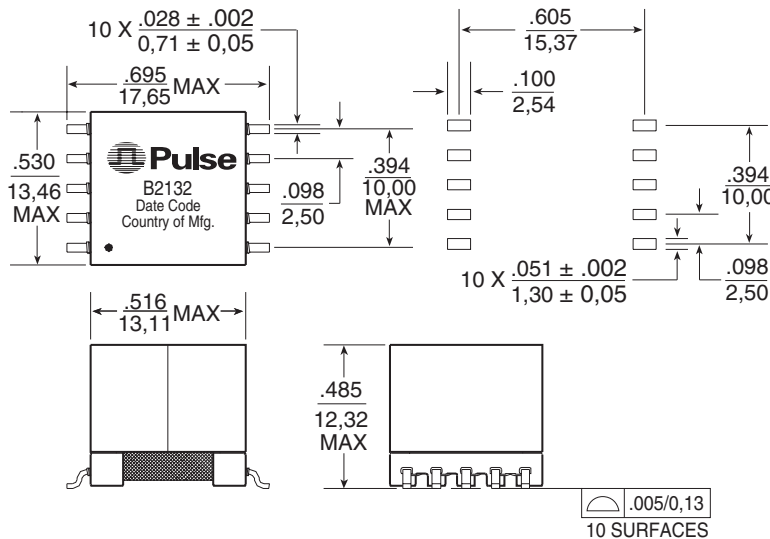 10 X .028 ± .002
0,71 ± 0,05
.695
17,65
MAX
.530
13,46
MAX
Pulse
B2132
Date Code
Country of Mfg.
.098
2,50
.394
10,00
MAX
.605
15,37
.100
2,54
.394
10,00
10 X .051 ± .002
1,30 ± 0,05
.098
2,50
.516
13,11
MAX
.485
12,32
MAX
.005/0,13
10 SURFACES